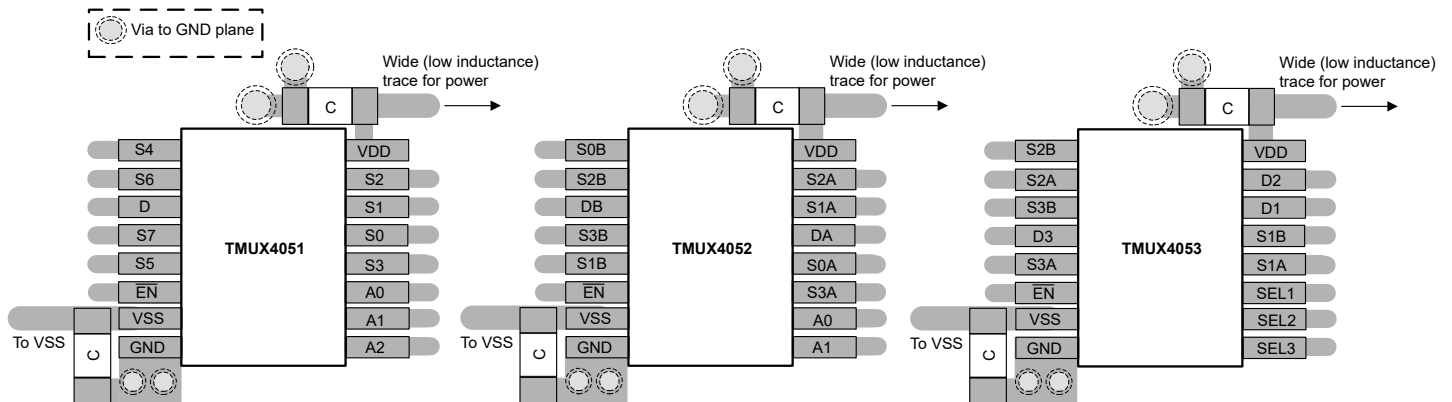 Via to GND plane
Wide (low inductance)
trace for power
C
S4
S6
D
S7
S5
EN
VSS
GND
TMUX4051
VDD
S2
S1
S0
S3
A0
A1
A2
To VSS
C
Wide (low inductance)
trace for power
C
S0B
S2B
DB
S3B
S1B
EN
VSS
GND
TMUX4052
VDD
S2A
S1A
DA
S0A
S3A
A0
A1
To VSS
C
Wide (low inductance)
trace for power
C
S2B
S2A
S3B
D3
S3A
EN
VSS
GND
TMUX4053
VDD
D2
D1
S1B
S1A
SEL1
SEL2
SEL3
To VSS
C